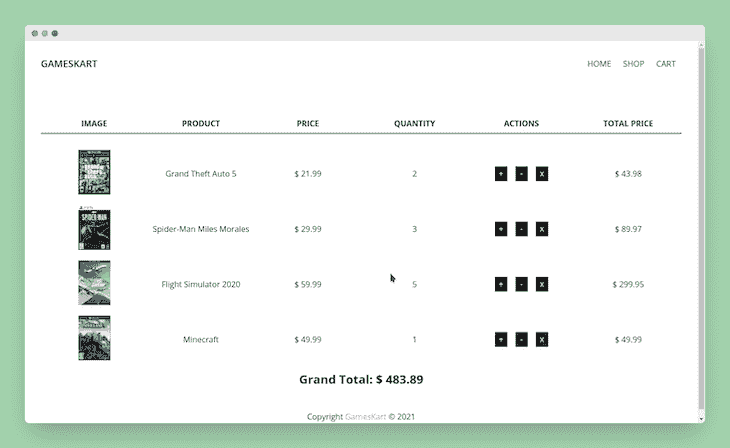 GAMESKART HOME SHOP CART
IMAGE PRODUCT PRICE QUANTITY ACTIONS TOTAL PRICE
Grand Theft Auto 5 $ 21.99 2 + - X $ 43.98
Spider-Man Miles Morales $ 29.99 3 + - X $ 89.97
Flight Simulator 2020 $ 59.99 5 + - X $ 299.95
Minecraft $ 49.99 1 + - X $ 49.99
Grand Total: $ 483.89
Copyright GamesKart © 2021